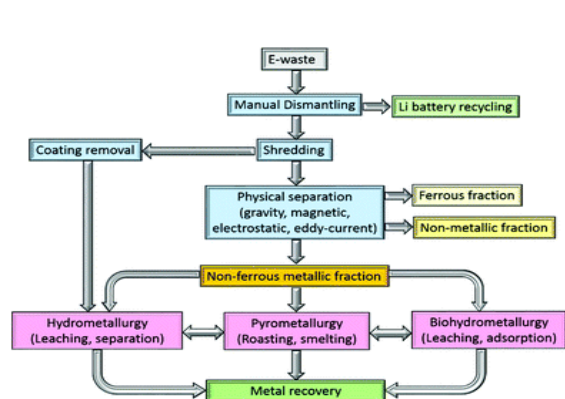 E-waste
Manual Dismantling
Li battery recycling
Coating removal
Shredding
Physical separation
(gravity, magnetic,
electrostatic, eddy-current)
Ferrous fraction
Non-metallic fraction
Non-ferrous metallic fraction
Hydrometallurgy
(Leaching, separation)
Pyrometallurgy
(Roasting, smelting)
Biohydrometallurgy
(Leaching, adsorption)
Metal recovery